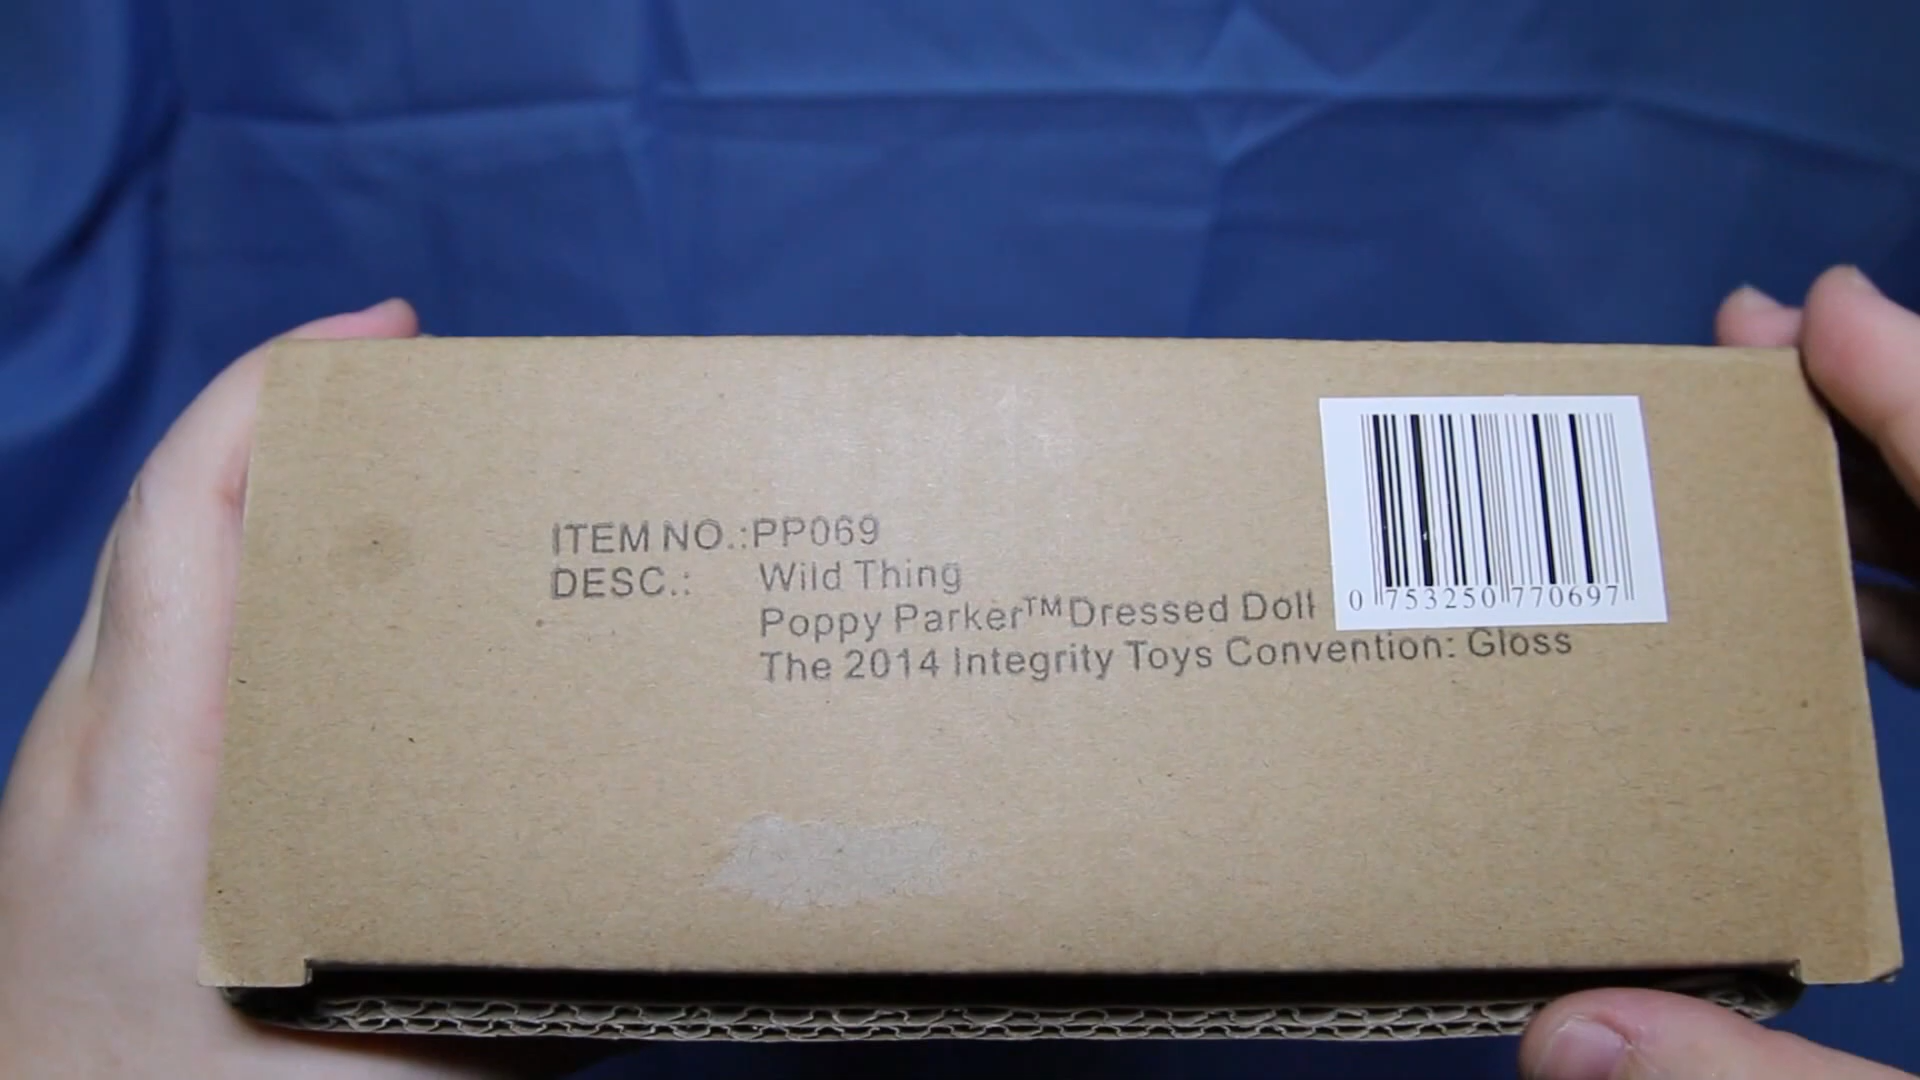 ITEM NO.:PP069
DESC.: Wild Thing
Poppy Parker™ Dressed Doll
The 2014 Integrity Toys Convention: Gloss
0 753250 770697